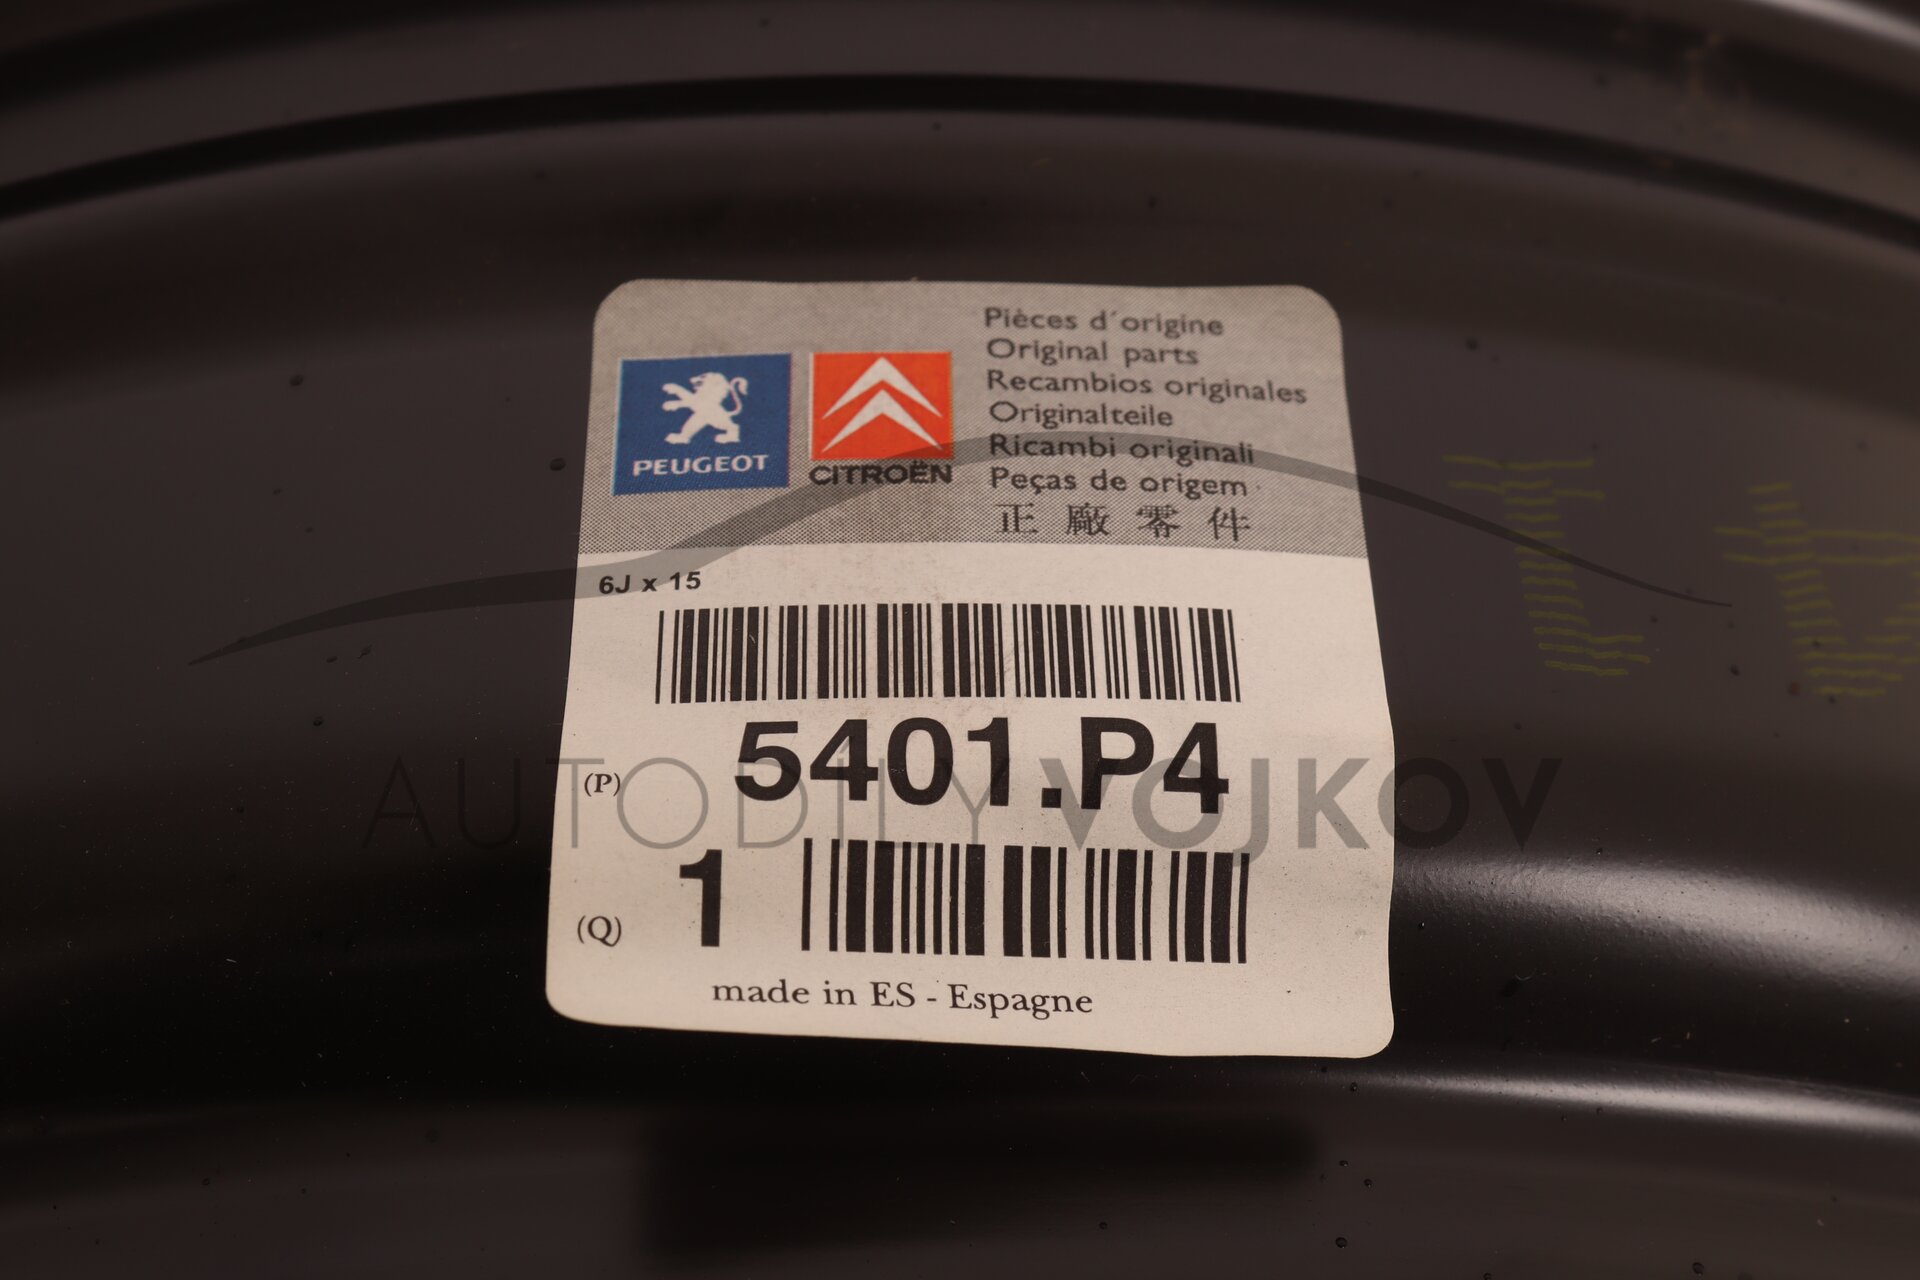 PEUGEOT
CITROËN
Pièces d'origine
Original parts
Recambios originales
Originalteile
Ricambi originali
Peças de origem
正廠零件
6J x 15
(P) 5401.P4
AUTODÍLY VOJKOV
(Q) 1
made in ES - Espagne